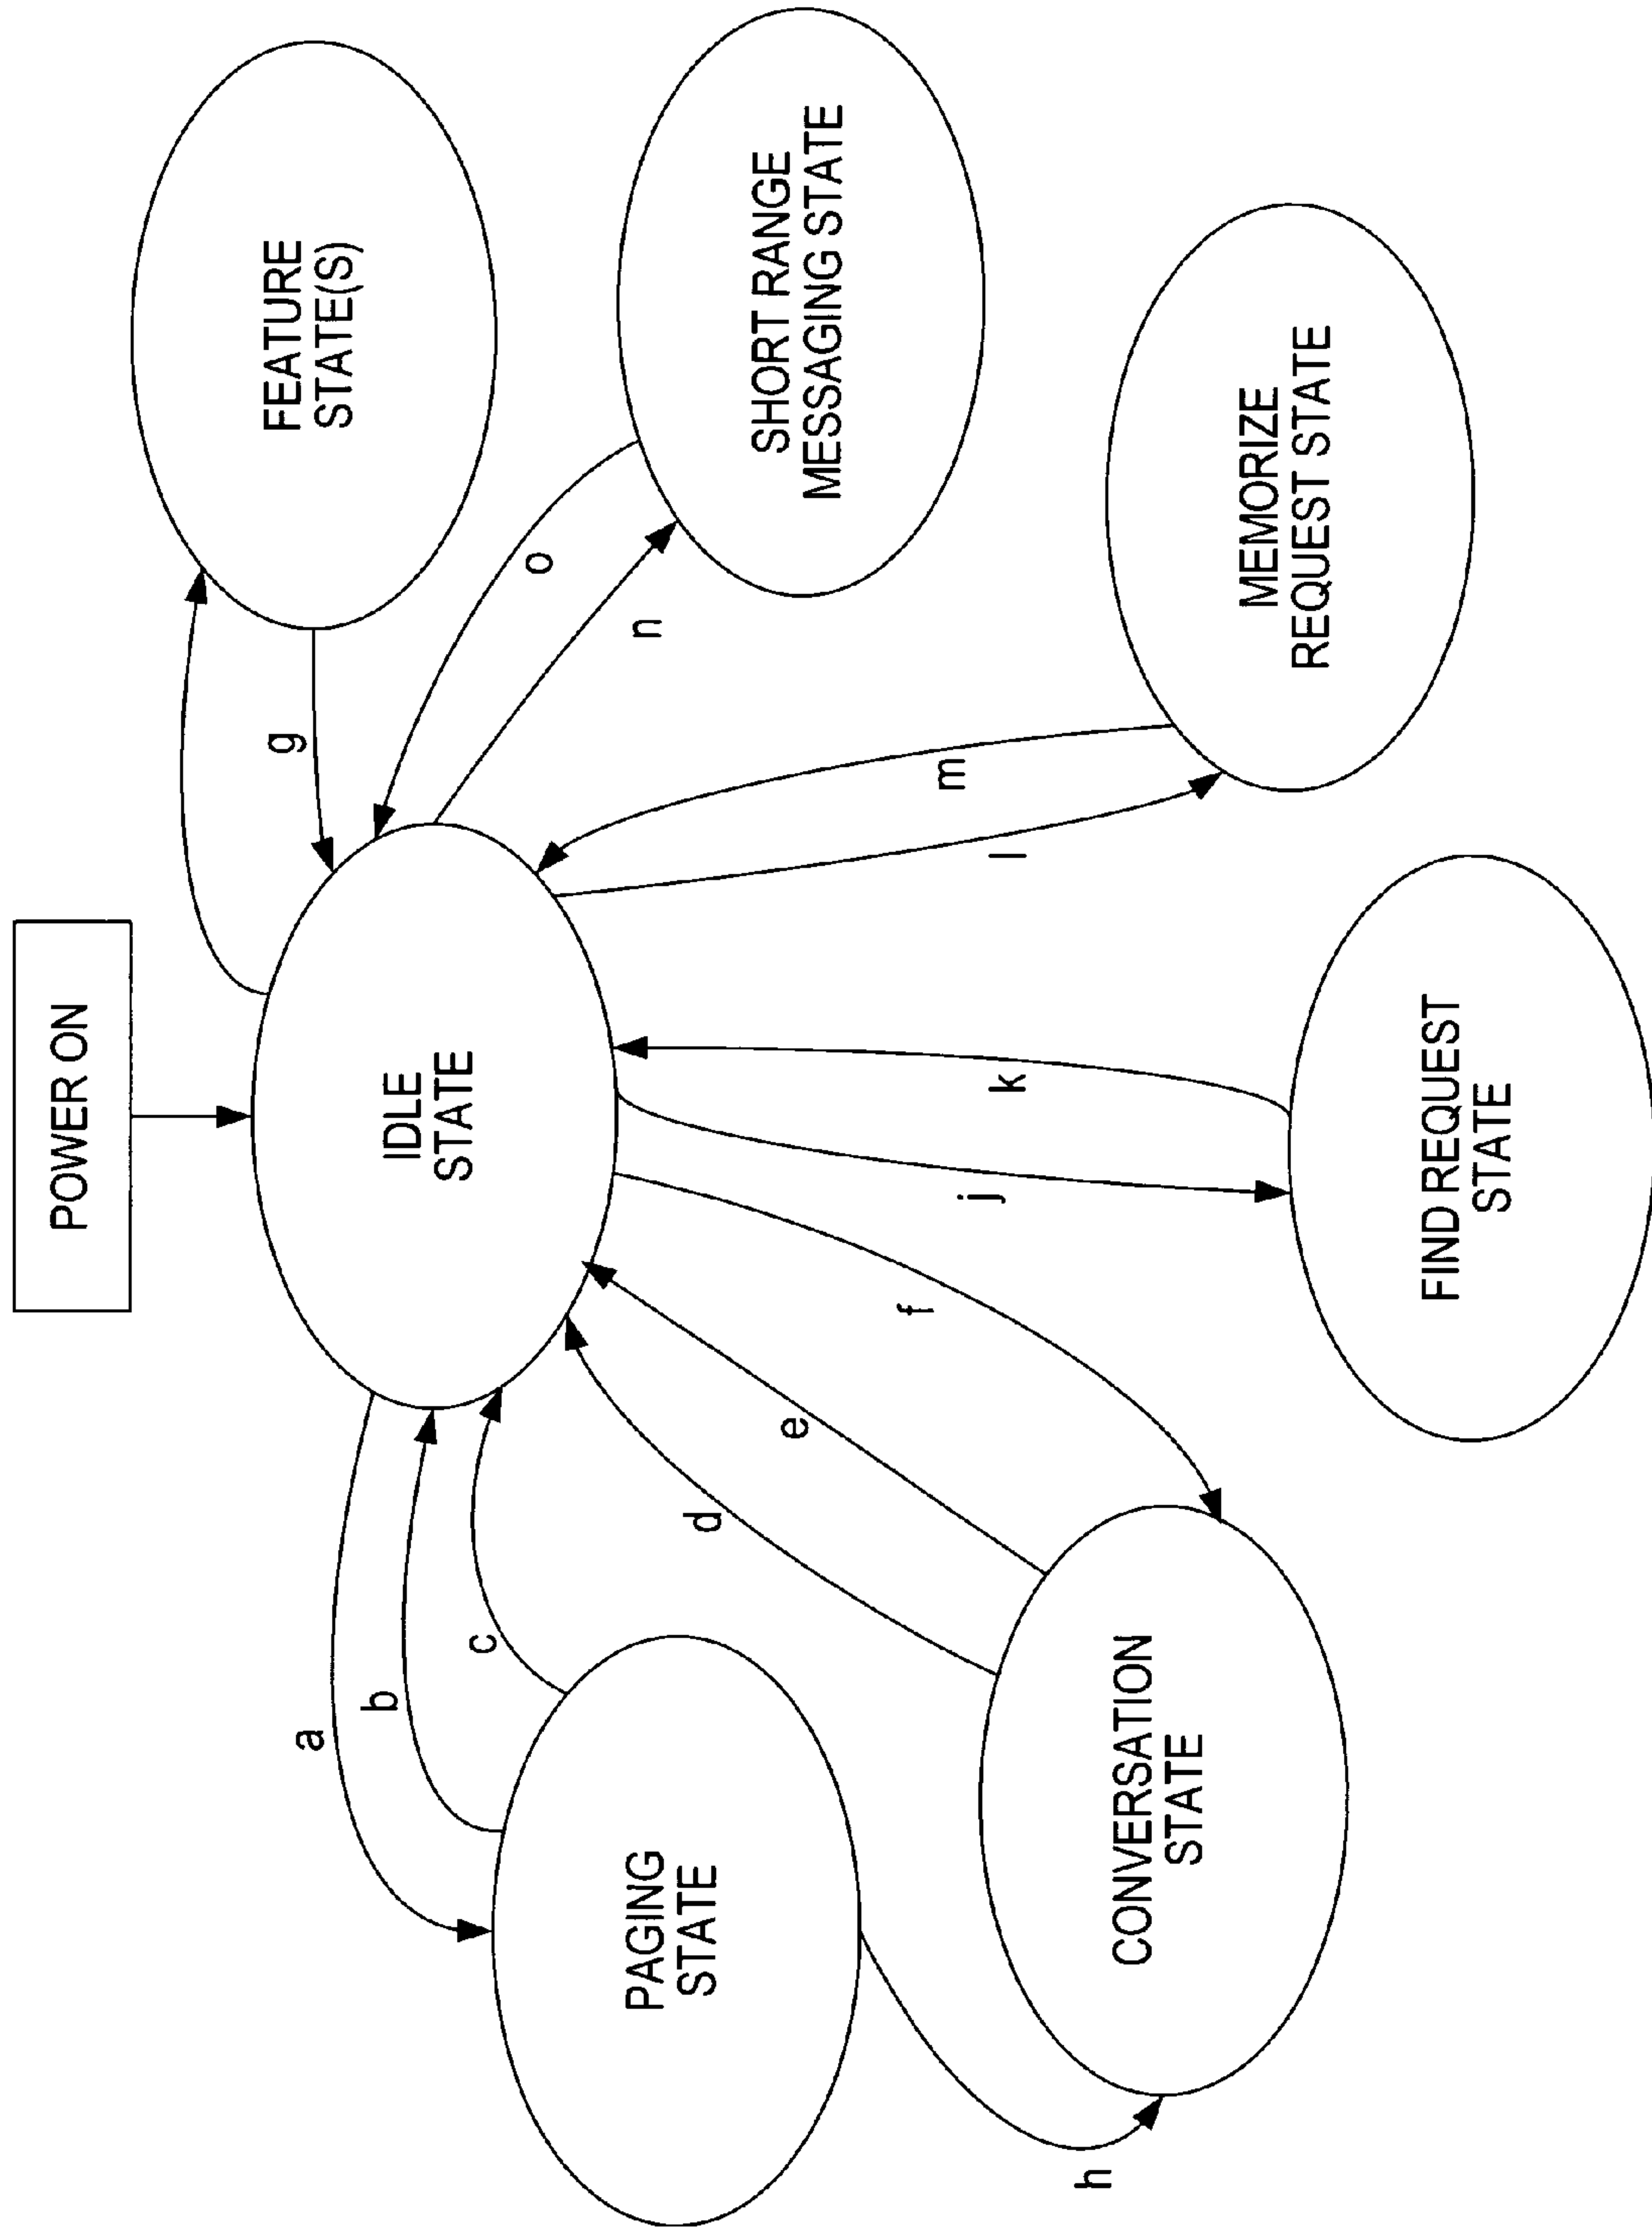 POWER ON
IDLE
STATE
FEATURE
STATE(S)
SHORT RANGE
MESSAGING STATE
MEMORIZE
REQUEST STATE
FIND REQUEST
STATE
CONVERSATION
STATE
PAGING
STATE
a
b
c
d
e
f
g
h
j
k
l
m
n
o